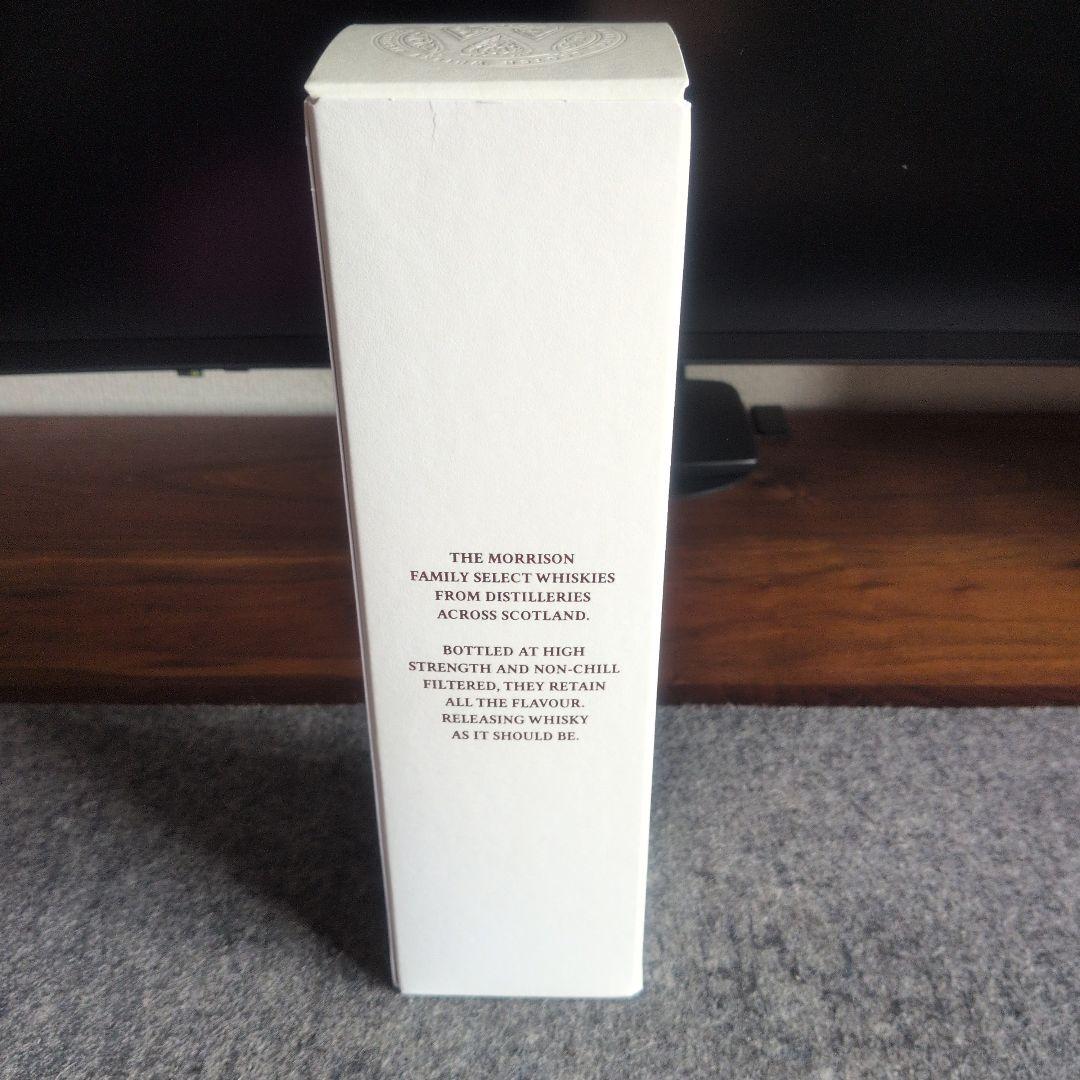 THE MORRISON
FAMILY SELECT WHISKIES
FROM DISTILLERIES
ACROSS SCOTLAND.
BOTTLED AT HIGH
STRENGTH AND NON-CHILL
FILTERED, THEY RETAIN
ALL THE FLAVOUR.
RELEASING WHISKY
AS IT SHOULD BE.